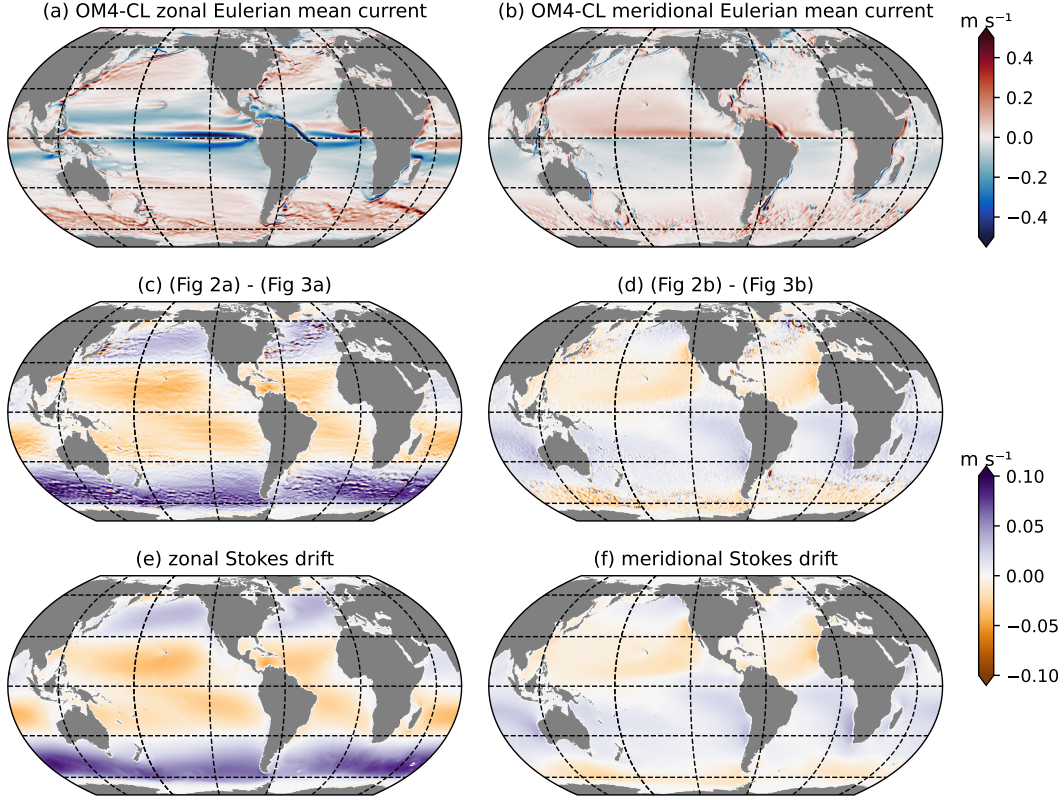 (a) OM4-CL zonal Eulerian mean current
(b) OM4-CL meridional Eulerian mean current
m s⁻¹
0.4
0.2
0.0
−0.2
−0.4
(c) (Fig 2a) - (Fig 3a)
(d) (Fig 2b) - (Fig 3b)
m s⁻¹
0.10
0.05
0.00
−0.05
−0.10
(e) zonal Stokes drift
(f) meridional Stokes drift